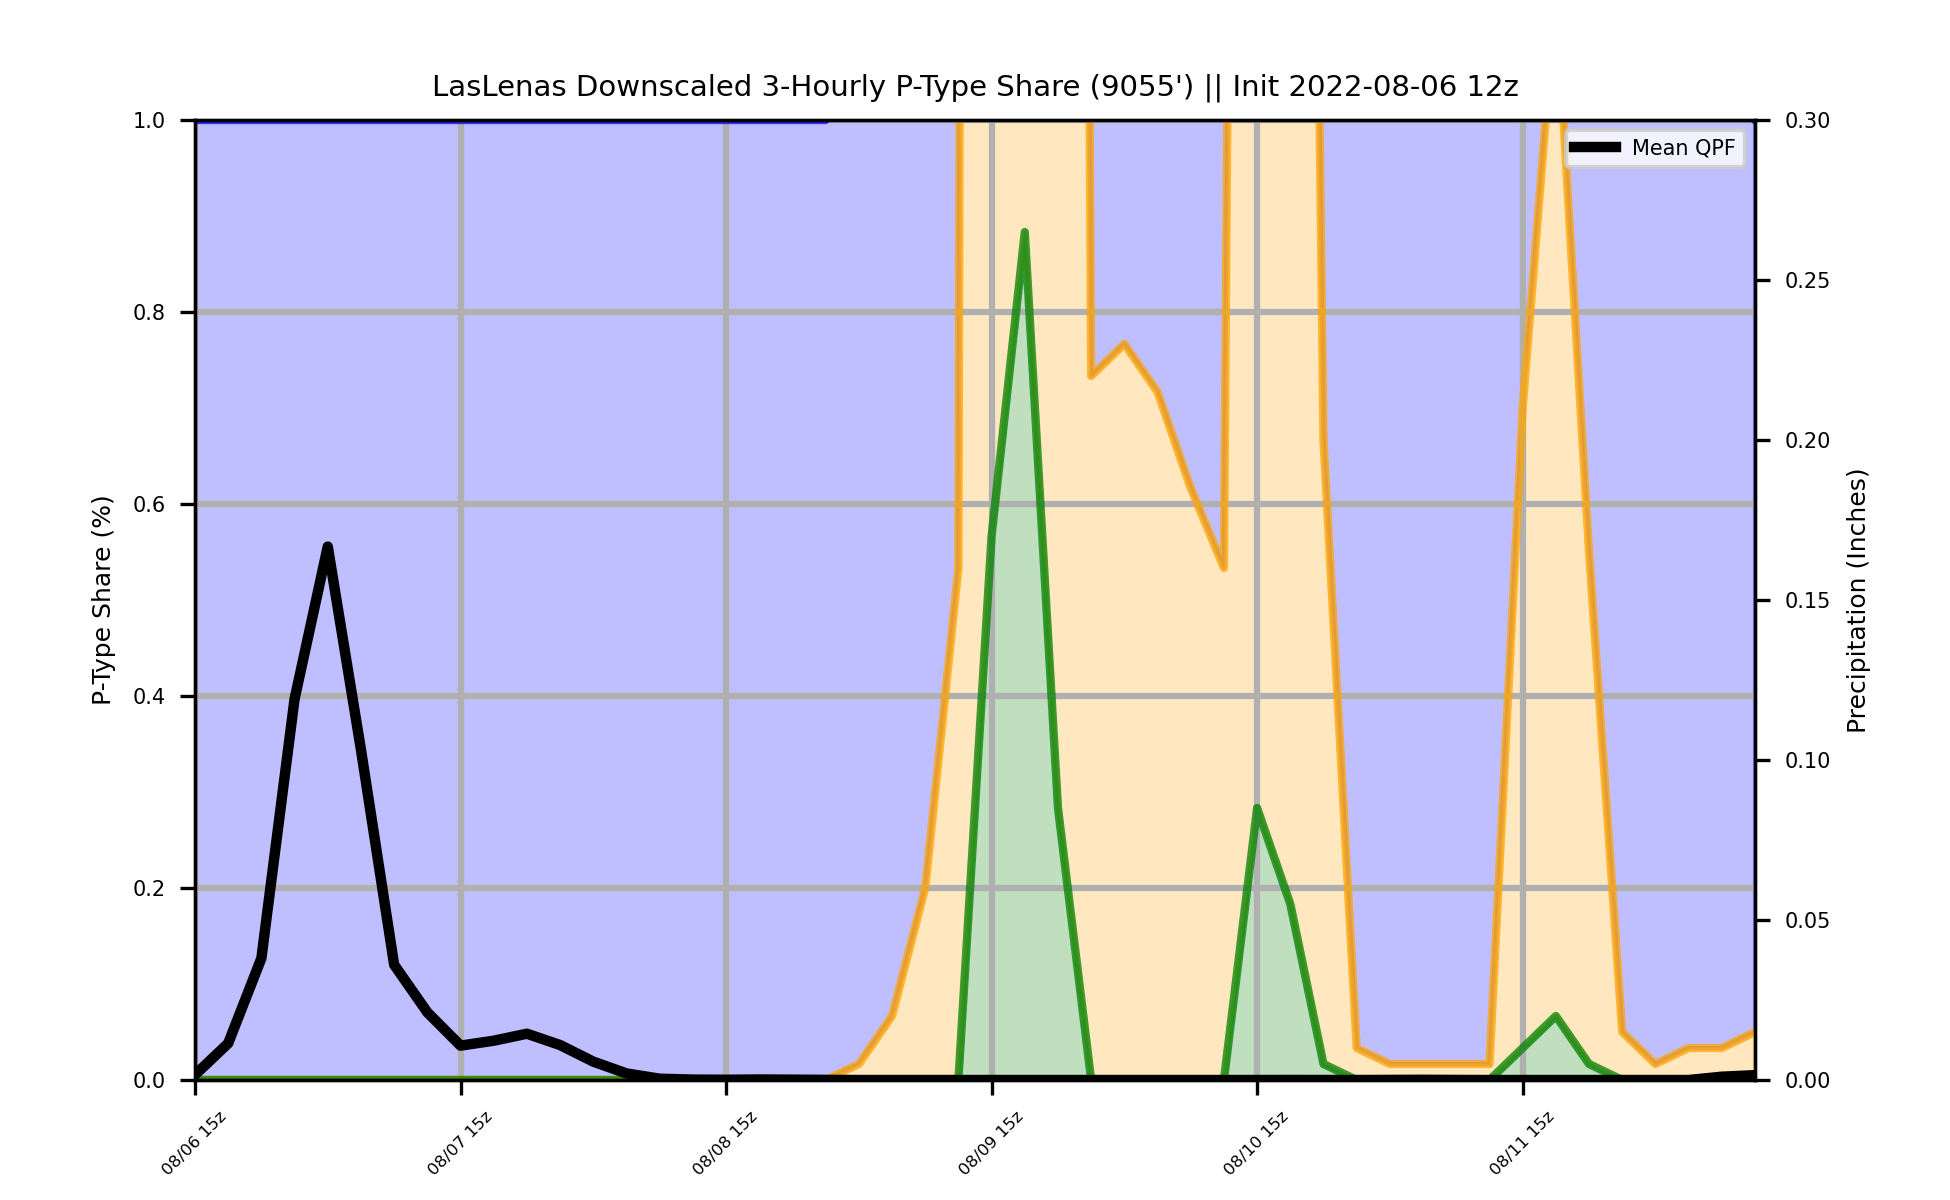 LasLenas Downscaled 3-Hourly P-Type Share (9055') || Init 2022-08-06 12z
Mean QPF
P-Type Share (%)
1.0
0.8
0.6
0.4
0.2
0.0
0.30
0.25
0.20
0.15
0.10
0.05
0.00
Precipitation (Inches)
08/06 15z
08/07 15z
08/08 15z
08/09 15z
08/10 15z
08/11 15z